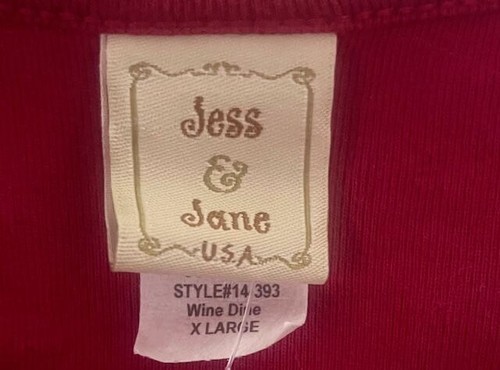 Jess
&
Jane
U.S.A.
STYLE#14 393
Wine Dine
X LARGE